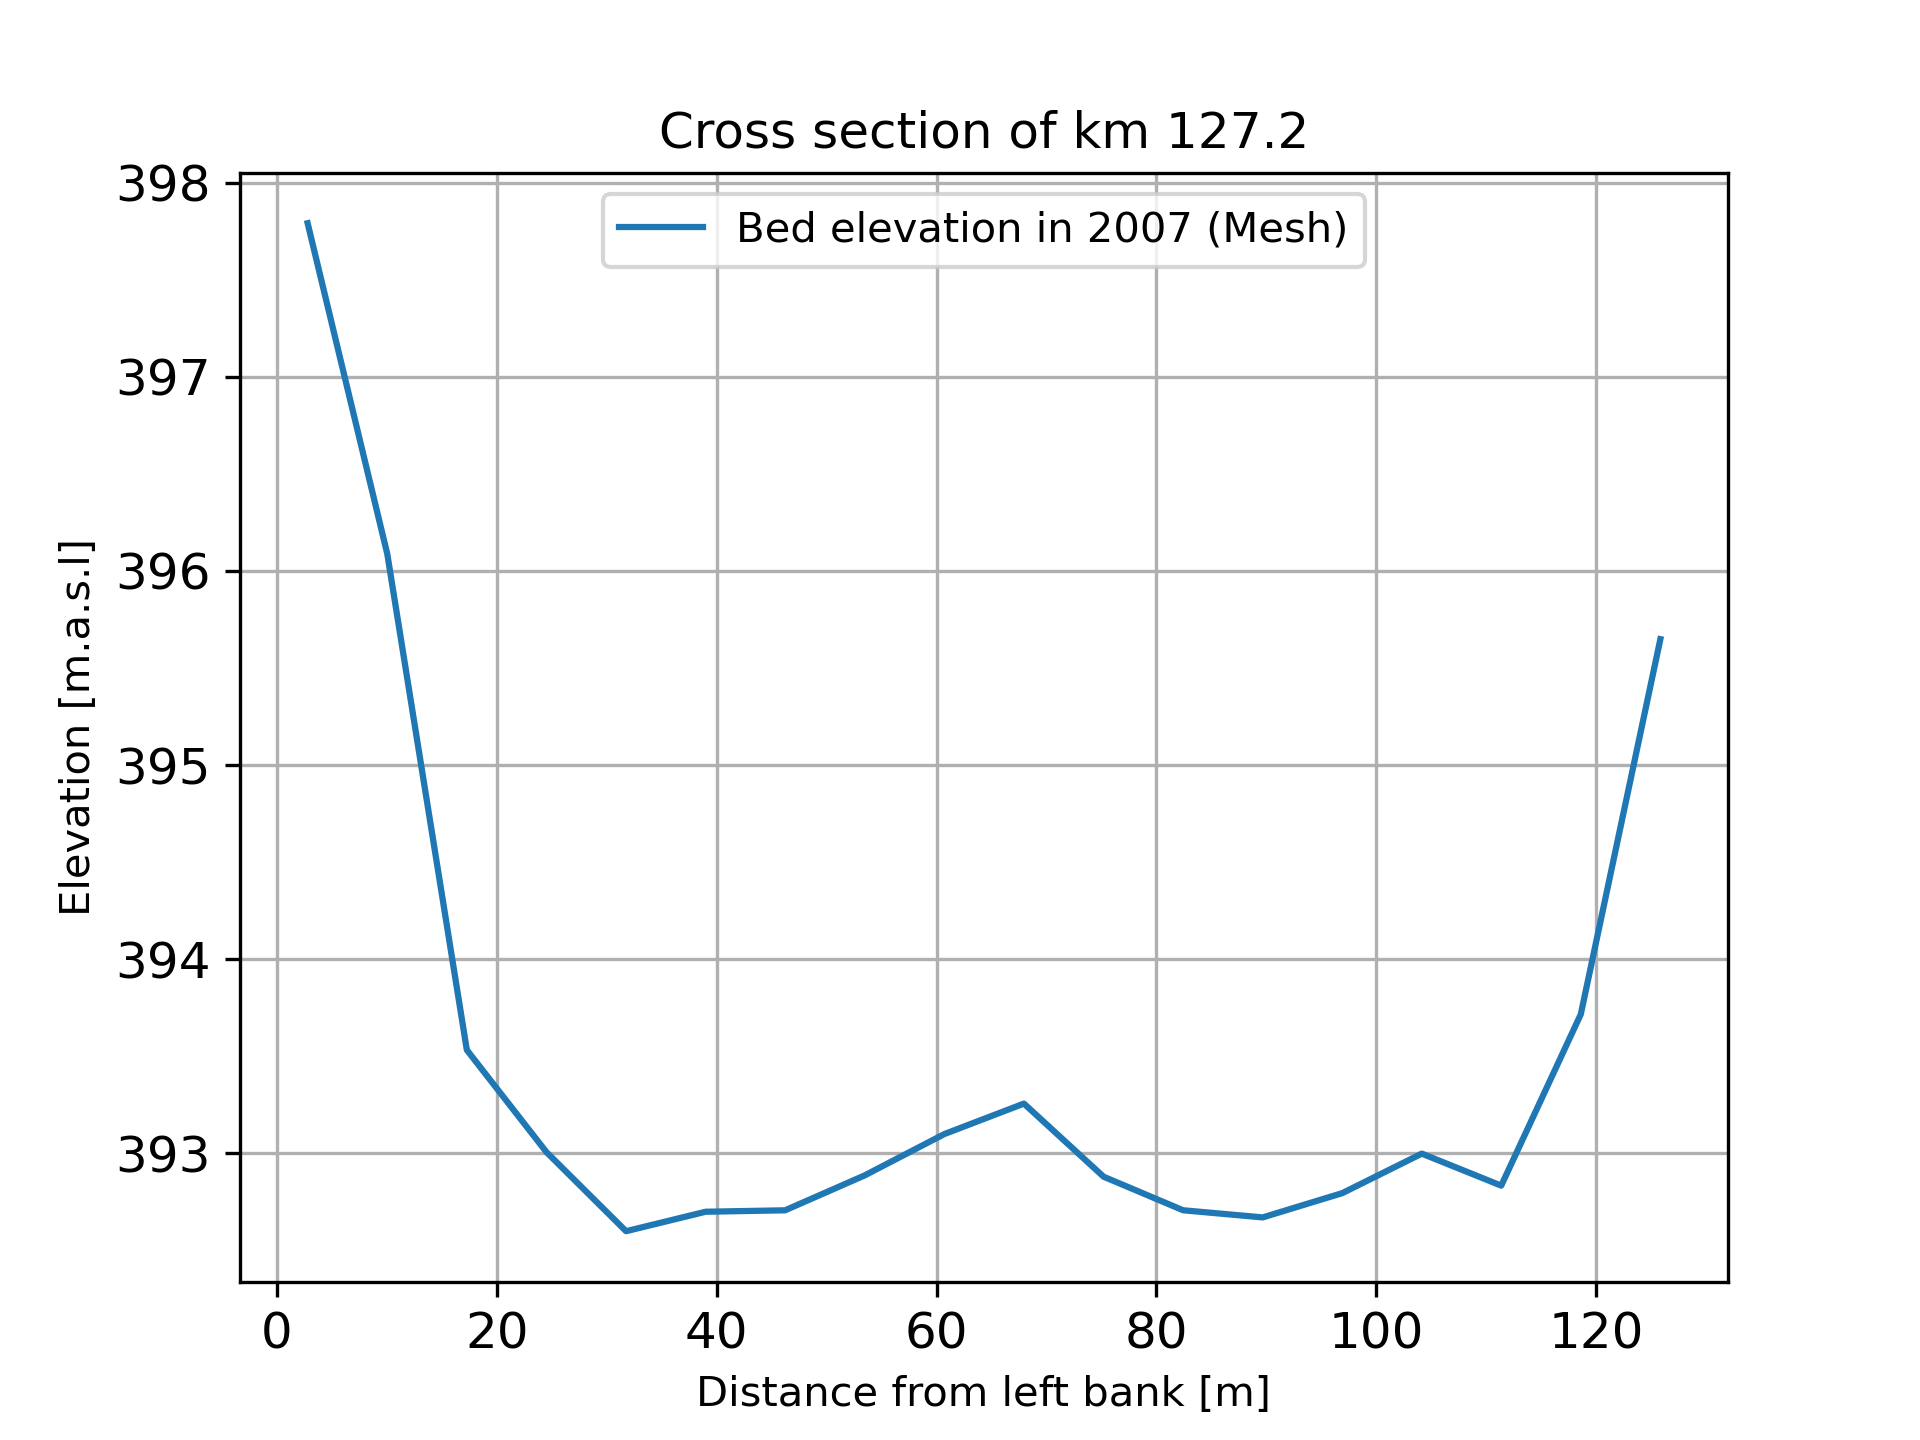 Cross section of km 127.2
Bed elevation in 2007 (Mesh)
398
397
396
395
394
393
Elevation [m.a.s.l]
0 20 40 60 80 100 120
Distance from left bank [m]